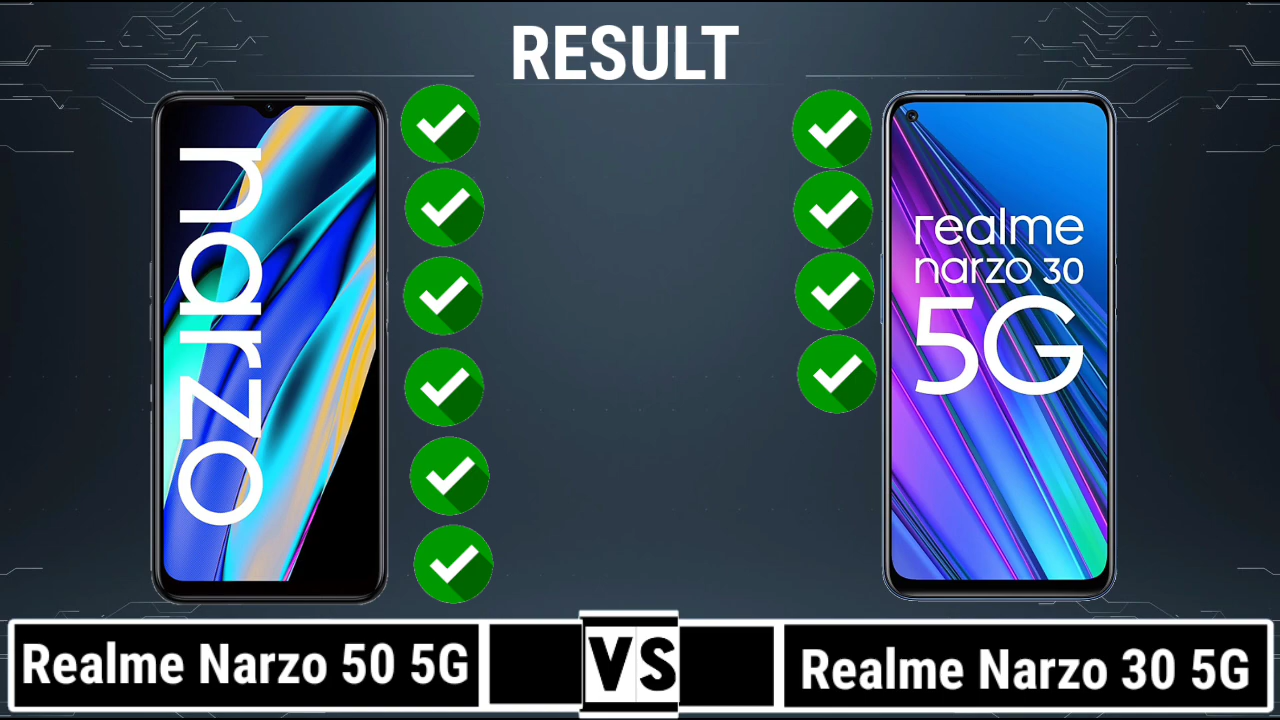 RESULT
narzo
realme
narzo 30
5G
Realme Narzo 50 5G
VS
Realme Narzo 30 5G